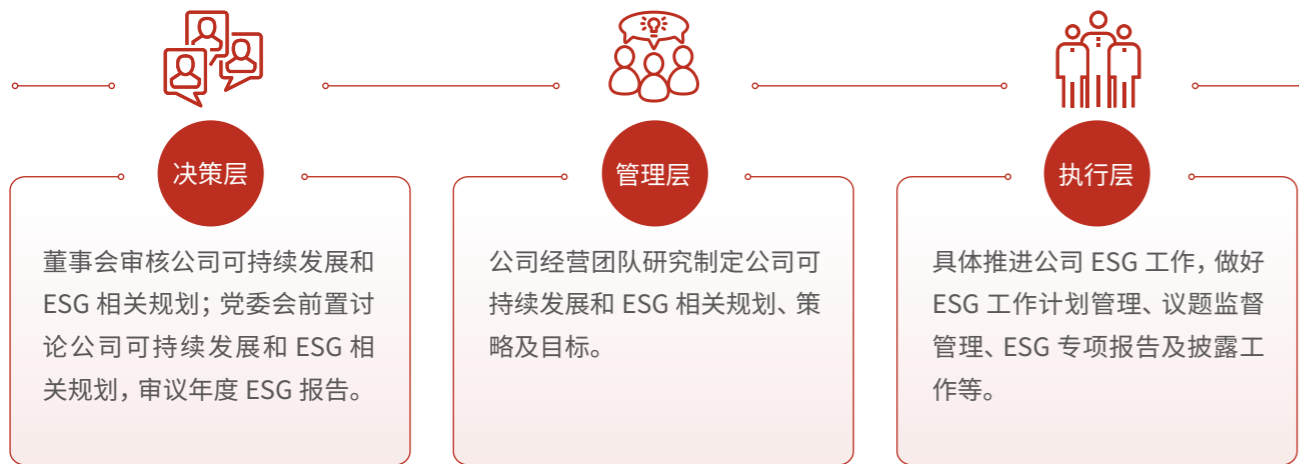 决策层
董事会审核公司可持续发展和
ESG 相关规划；党委会前置讨
论公司可持续发展和 ESG 相
关规划，审议年度 ESG 报告。
管理层
公司经营团队研究制定公司可
持续发展和 ESG 相关规划、策
略及目标。
执行层
具体推进公司 ESG 工作，做好
ESG 工作计划管理、议题监督
管理、ESG 专项报告及披露工
作等。